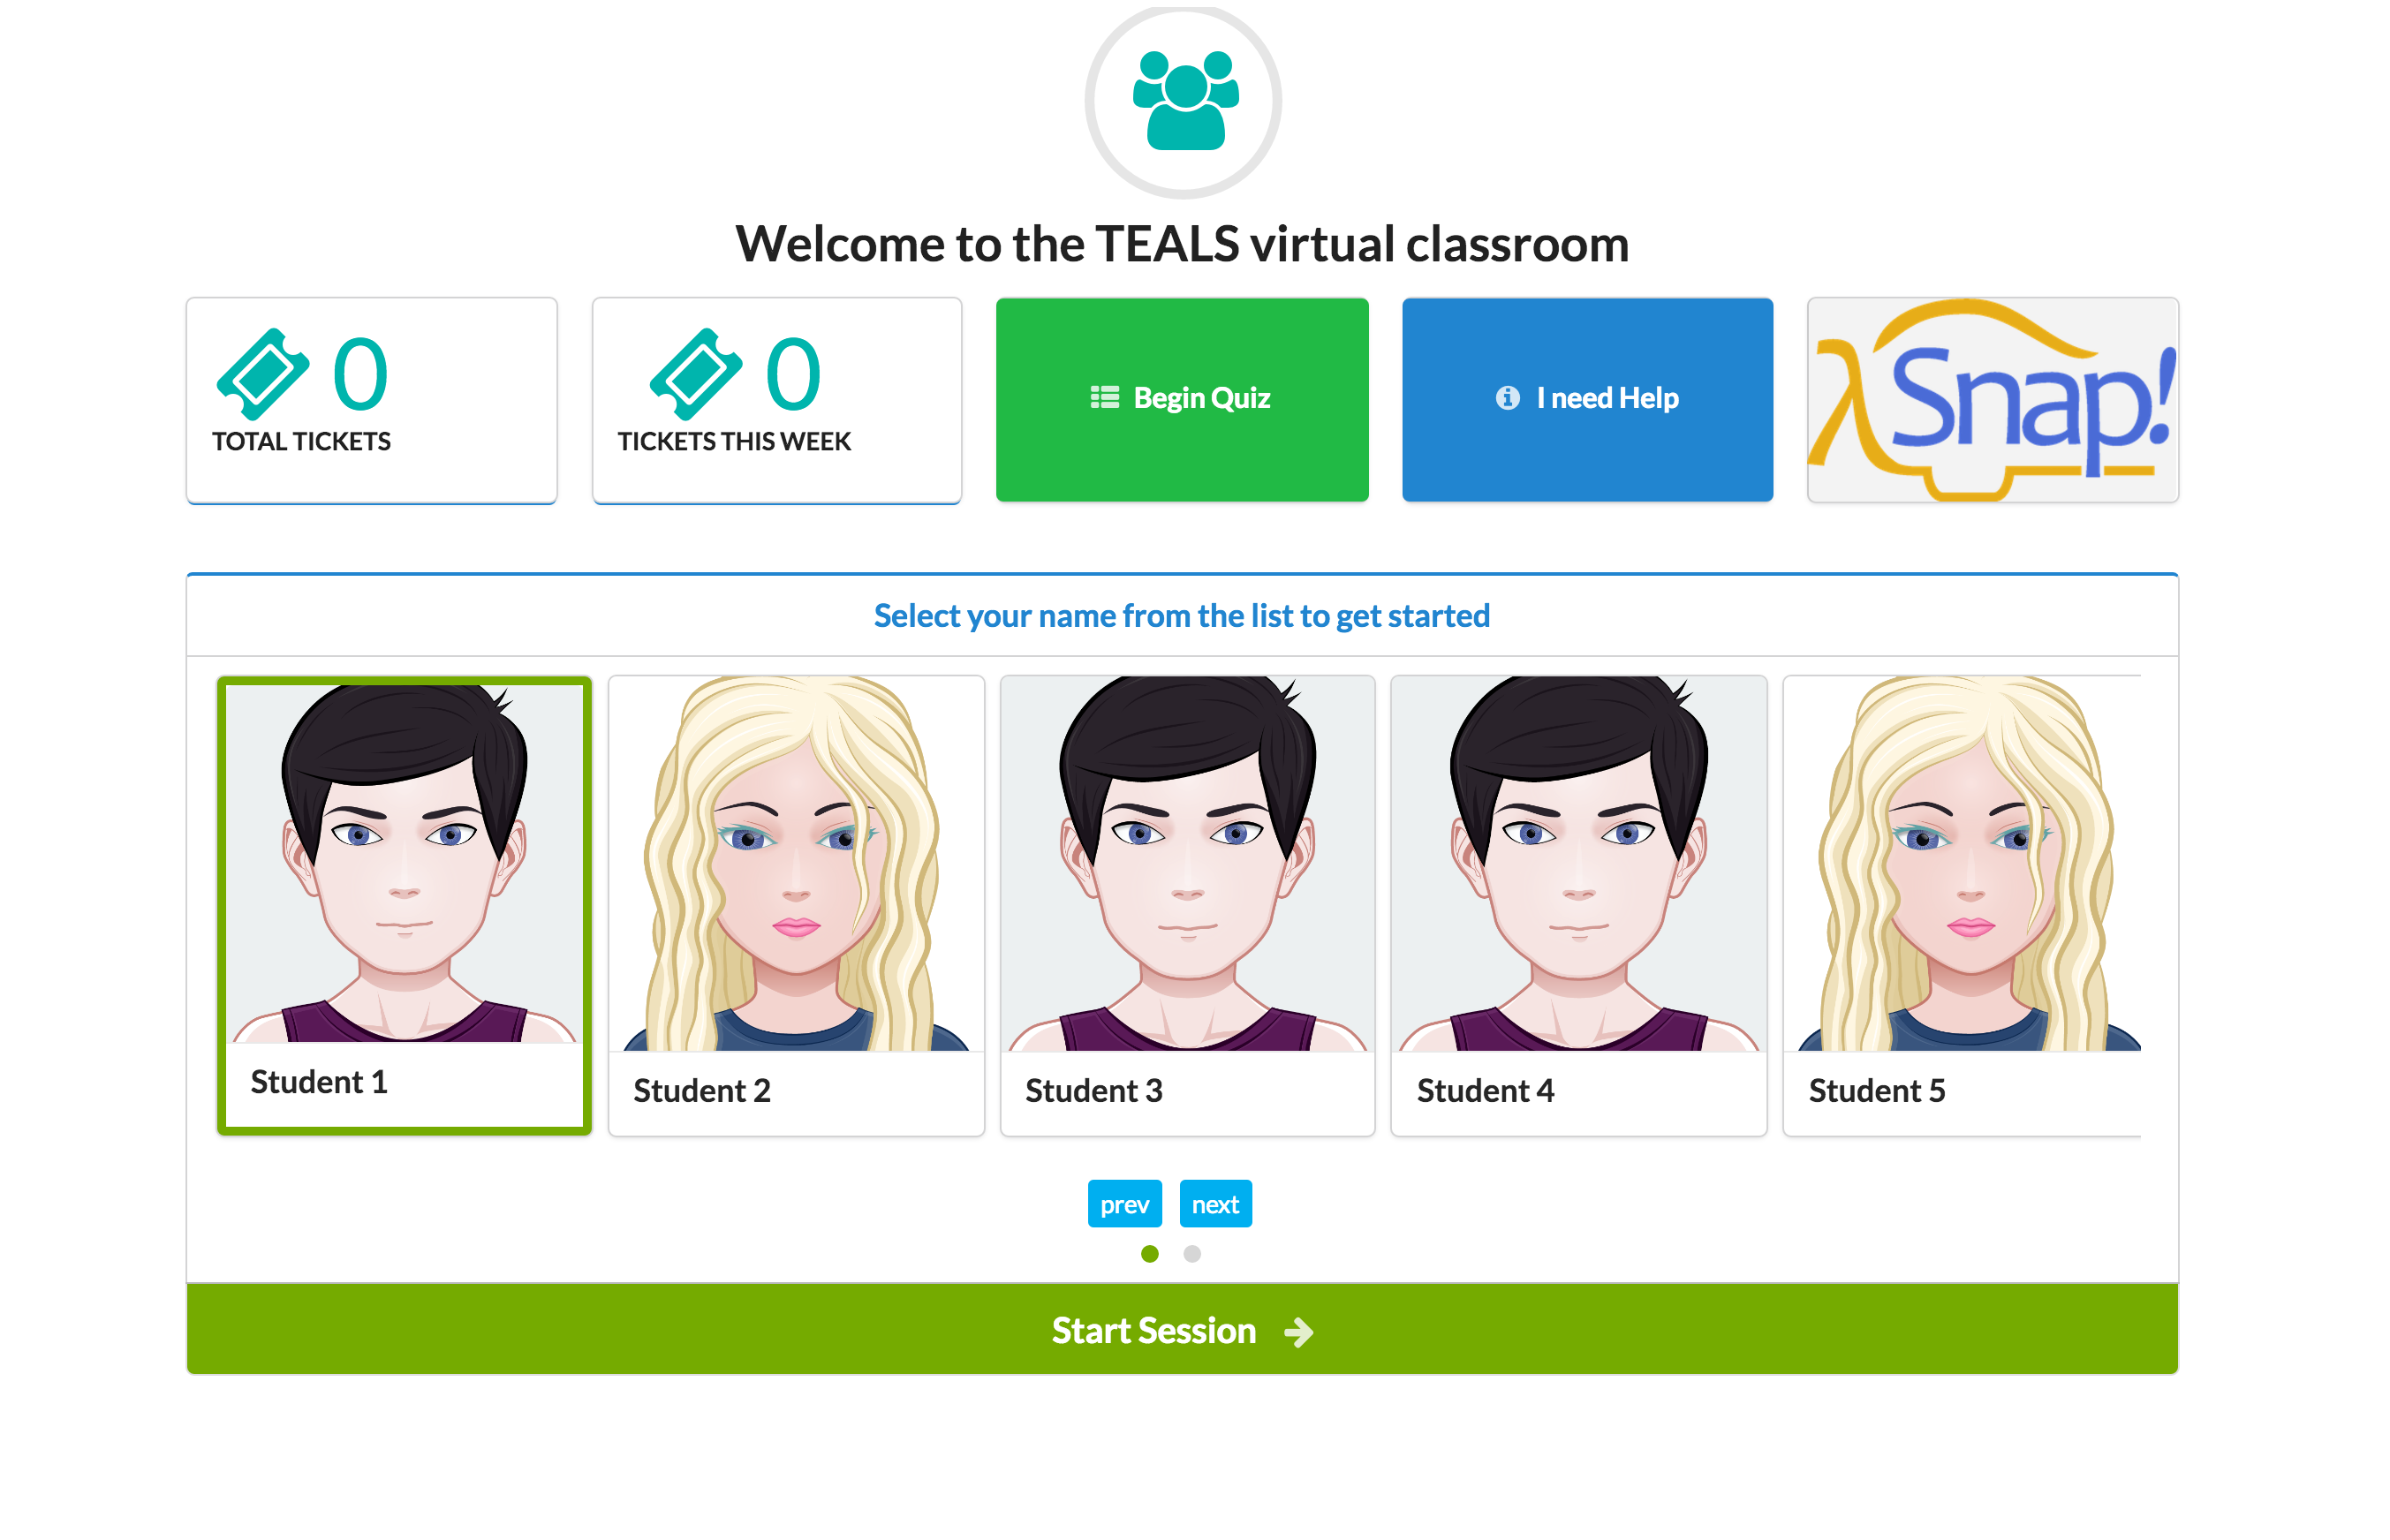 Welcome to the TEALS virtual classroom
0
TOTAL TICKETS
0
TICKETS THIS WEEK
Begin Quiz
I need Help
λSnap!
Select your name from the list to get started
Student 1
Student 2
Student 3
Student 4
Student 5
prev next
Start Session